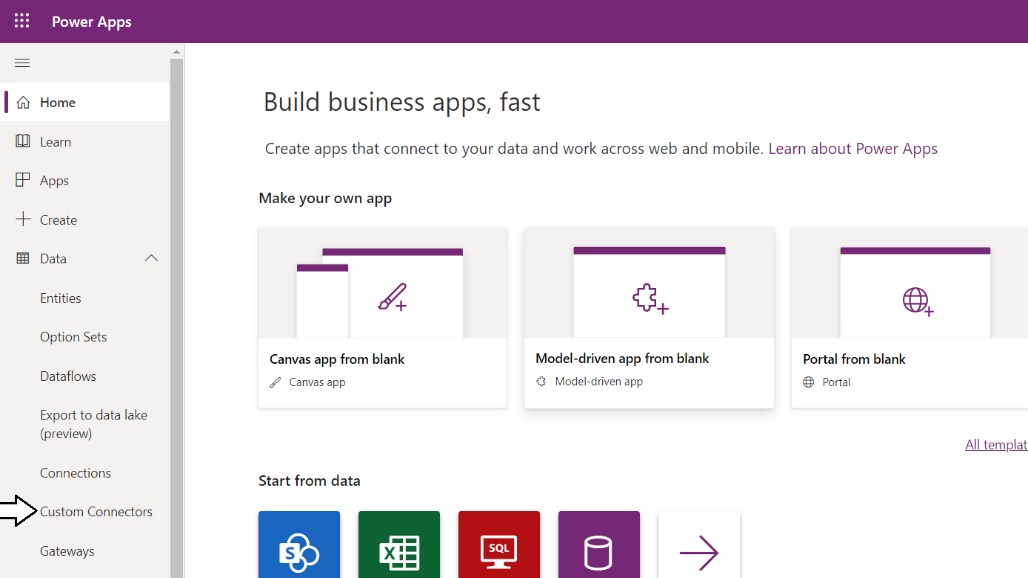 Power Apps
Home
Learn
Apps
Create
Data
Entities
Option Sets
Dataflows
Export to data lake
(preview)
Connections
Custom Connectors
Gateways
Build business apps, fast
Create apps that connect to your data and work across web and mobile. Learn about Power Apps
Make your own app
Canvas app from blank
Canvas app
Model-driven app from blank
Model-driven app
Portal from blank
Portal
All templat
Start from data
S
X
SQL